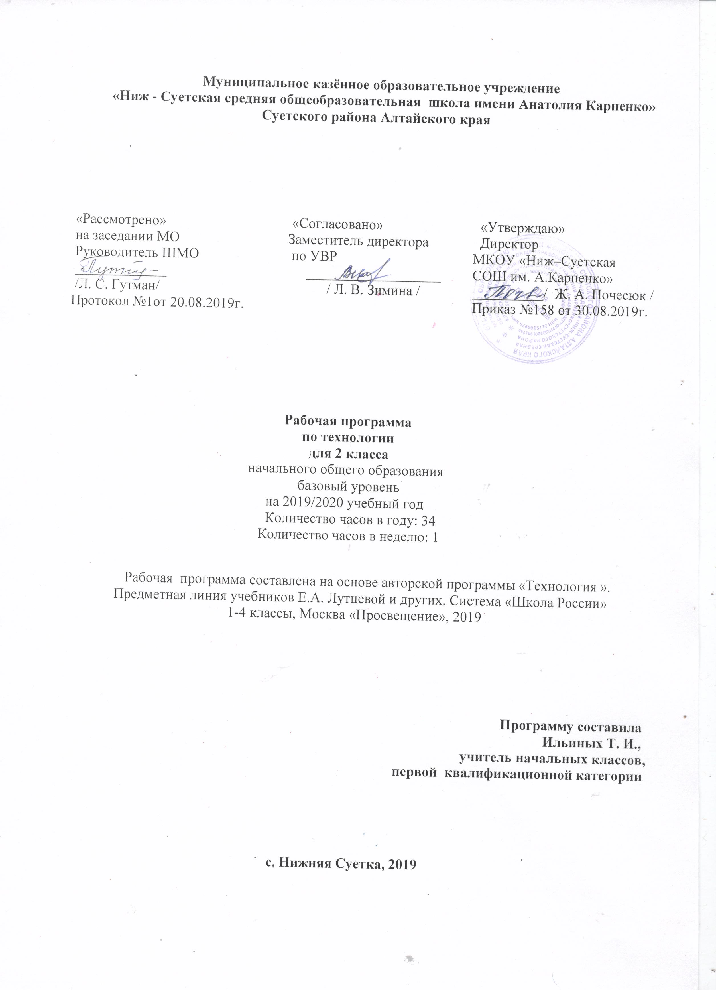 Муниципальное казённое образовательное учреждение
«Ниж - Суетская средняя общеобразовательная  школа имени Анатолия Карпенко»
Суетского района Алтайского края
«Рассмотрено»
на заседании МО
Руководитель ШМО
/Л. С. Гутман/
Протокол №1от 20.08.2019г.
«Согласовано»
Заместитель директора
по УВР
/ Л. В. Зимина /
«Утверждаю»
Директор
МКОУ «Ниж–Суетская
СОШ им. А.Карпенко»
/  Ж. А. Почесюк /
Приказ №158 от 30.08.2019г.
Рабочая программа
по технологии
для 2 класса
начального общего образования
базовый уровень
на 2019/2020 учебный год
Количество часов в году: 34
Количество часов в неделю: 1
Рабочая  программа составлена на основе авторской программы «Технология ».
Предметная линия учебников Е.А. Лутцевой и других. Система «Школа России»
1-4 классы, Москва «Просвещение», 2019
Программу составила
Ильиных Т. И.,
учитель начальных классов,
первой  квалификационной категории
с. Нижняя Суетка, 2019